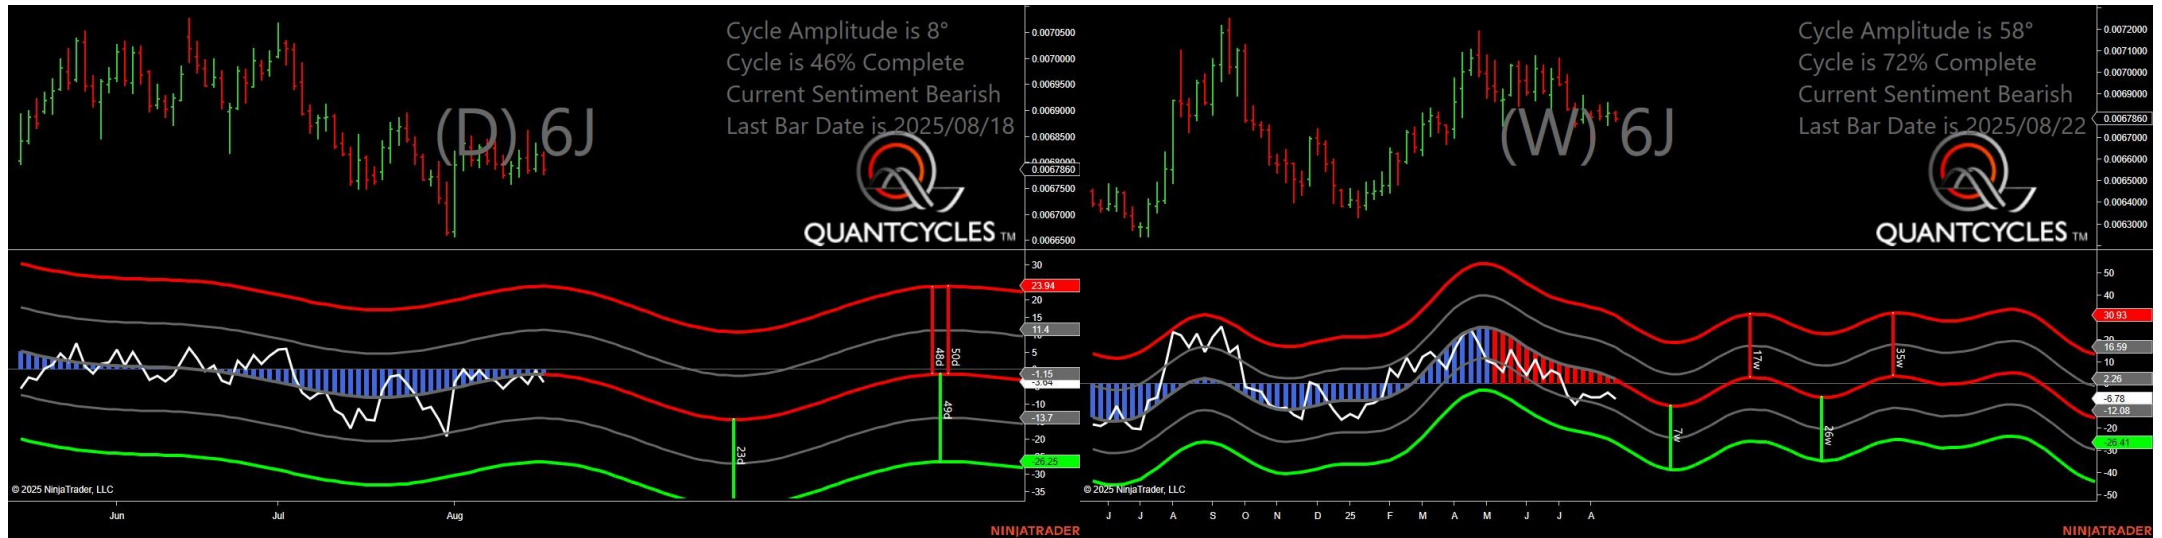 Cycle Amplitude is 8°
Cycle is 46% Complete
Current Sentiment Bearish
Last Bar Date is 2025/08/18
(D) 6J
QUANTCYCLES TM
0.0070500
0.0070000
0.0069500
0.0069000
0.0068500
0.0068000
0.0067860
0.0067500
0.0067000
0.0066500
30
23.94
20
15
11.4
5
-1.15
-3.64
-10
-13.7
-20
-26.25
-30
-35
23d
48d
50d
49d
© 2025 NinjaTrader, LLC
Jun
Jul
Aug
NINJATRADER
Cycle Amplitude is 58°
Cycle is 72% Complete
Current Sentiment Bearish
Last Bar Date is 2025/08/22
(W) 6J
QUANTCYCLES TM
0.0072000
0.0071000
0.0070000
0.0069000
0.0067860
0.0067000
0.0066000
0.0065000
0.0064000
0.0063000
50
40
30.93
16.59
10
2.26
-6.78
-12.08
-20
-26.41
-30
-40
-50
17w
35w
7w
26w
© 2025 NinjaTrader, LLC
J
J
A
S
O
N
D
25
F
M
A
M
J
J
A
NINJATRADER